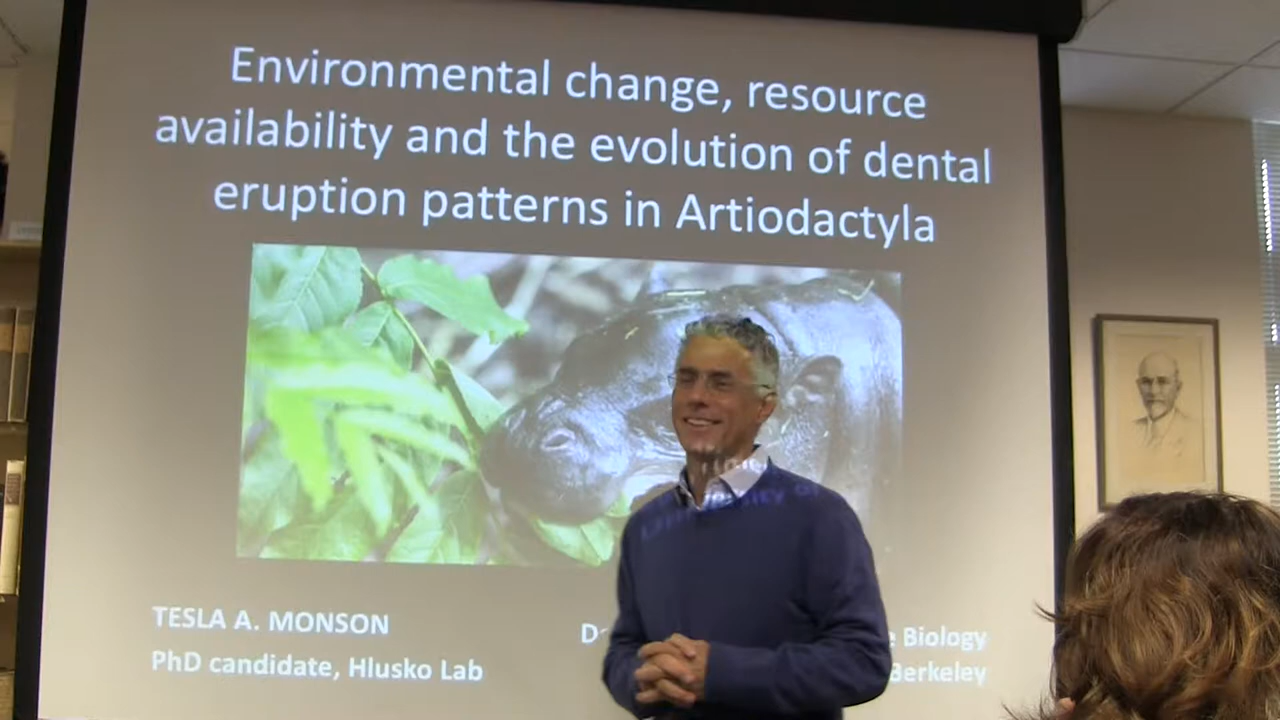 Environmental change, resource
availability and the evolution of dental
eruption patterns in Artiodactyla
TESLA A. MONSON
PhD candidate, Hlusko Lab
Biology
Berkeley